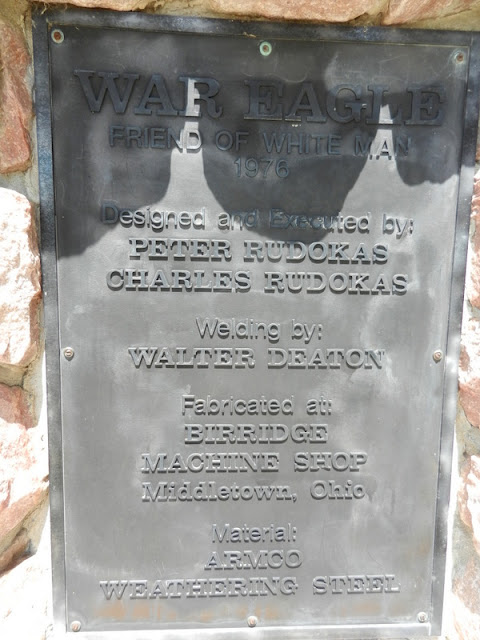 WAR EAGLE
FRIEND OF WHITE MAN
1976
Designed and Executed by:
PETER RUDOKAS
CHARLES RUDOKAS
Welding by:
WALTER DEATON
Fabricated at:
BIRRIDGE
MACHINE SHOP
Middletown, Ohio
Material:
ARMCO
WEATHERING STEEL